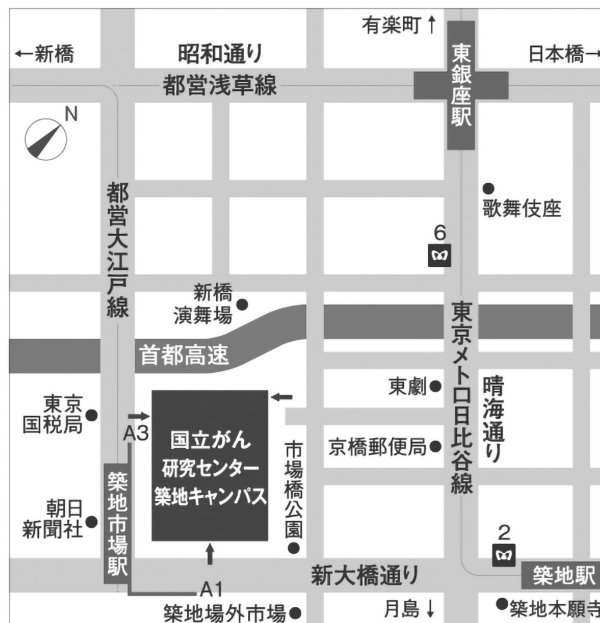 有楽町↑
←新橋
昭和通り
日本橋→
都営浅草線
東銀座駅
N
都営大江戸線
歌舞伎座
6
新橋
演舞場
首都高速
東京メトロ日比谷線
晴海通り
東劇
東京
国税局
A3
国立がん
研究センター
築地キャンパス
市場橋公園
京橋郵便局
朝日
新聞社
築地市場駅
2
新大橋通り
築地駅
A1
築地場外市場
月島↓
築地本願寺